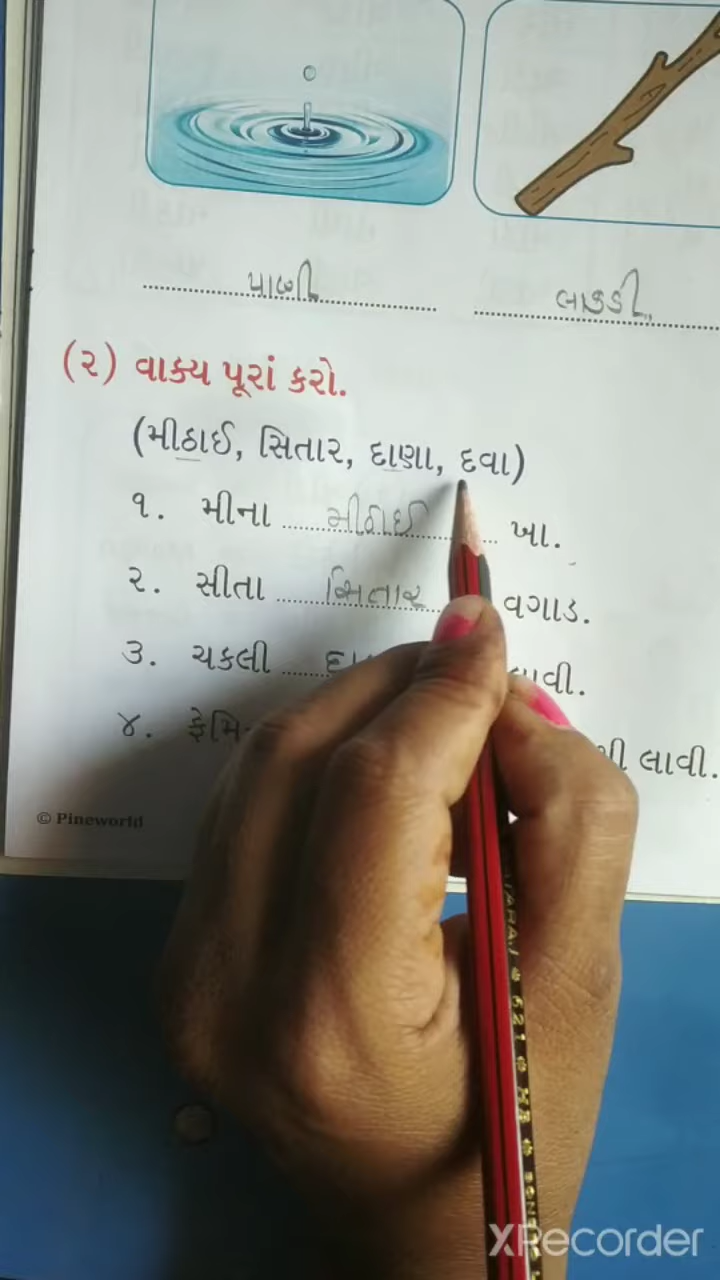 પાણી લાકડી
(૨) વાક્ય પૂરાં કરો.
(મીઠાઈ, સિતાર, દાણા, દવા)
૧. મીના મીઠાઈ ખા.
૨. સીતા સિતાર વગાડ.
૩. ચકલી
૪. લાવી.
© Pineworld
XRecorder